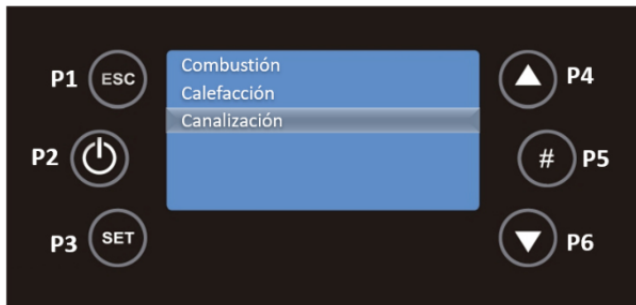 P1 ESC
Combustión
Calefacción
Canalización
P4
P2
# P5
P3 SET
P6